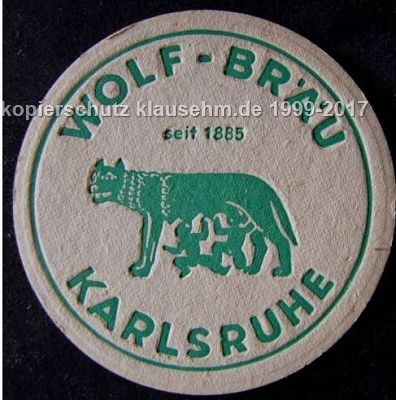 WOLF-BRÄU
kopierschutz klausehm.de 1999-2017
seit 1885
KARLSRUHE